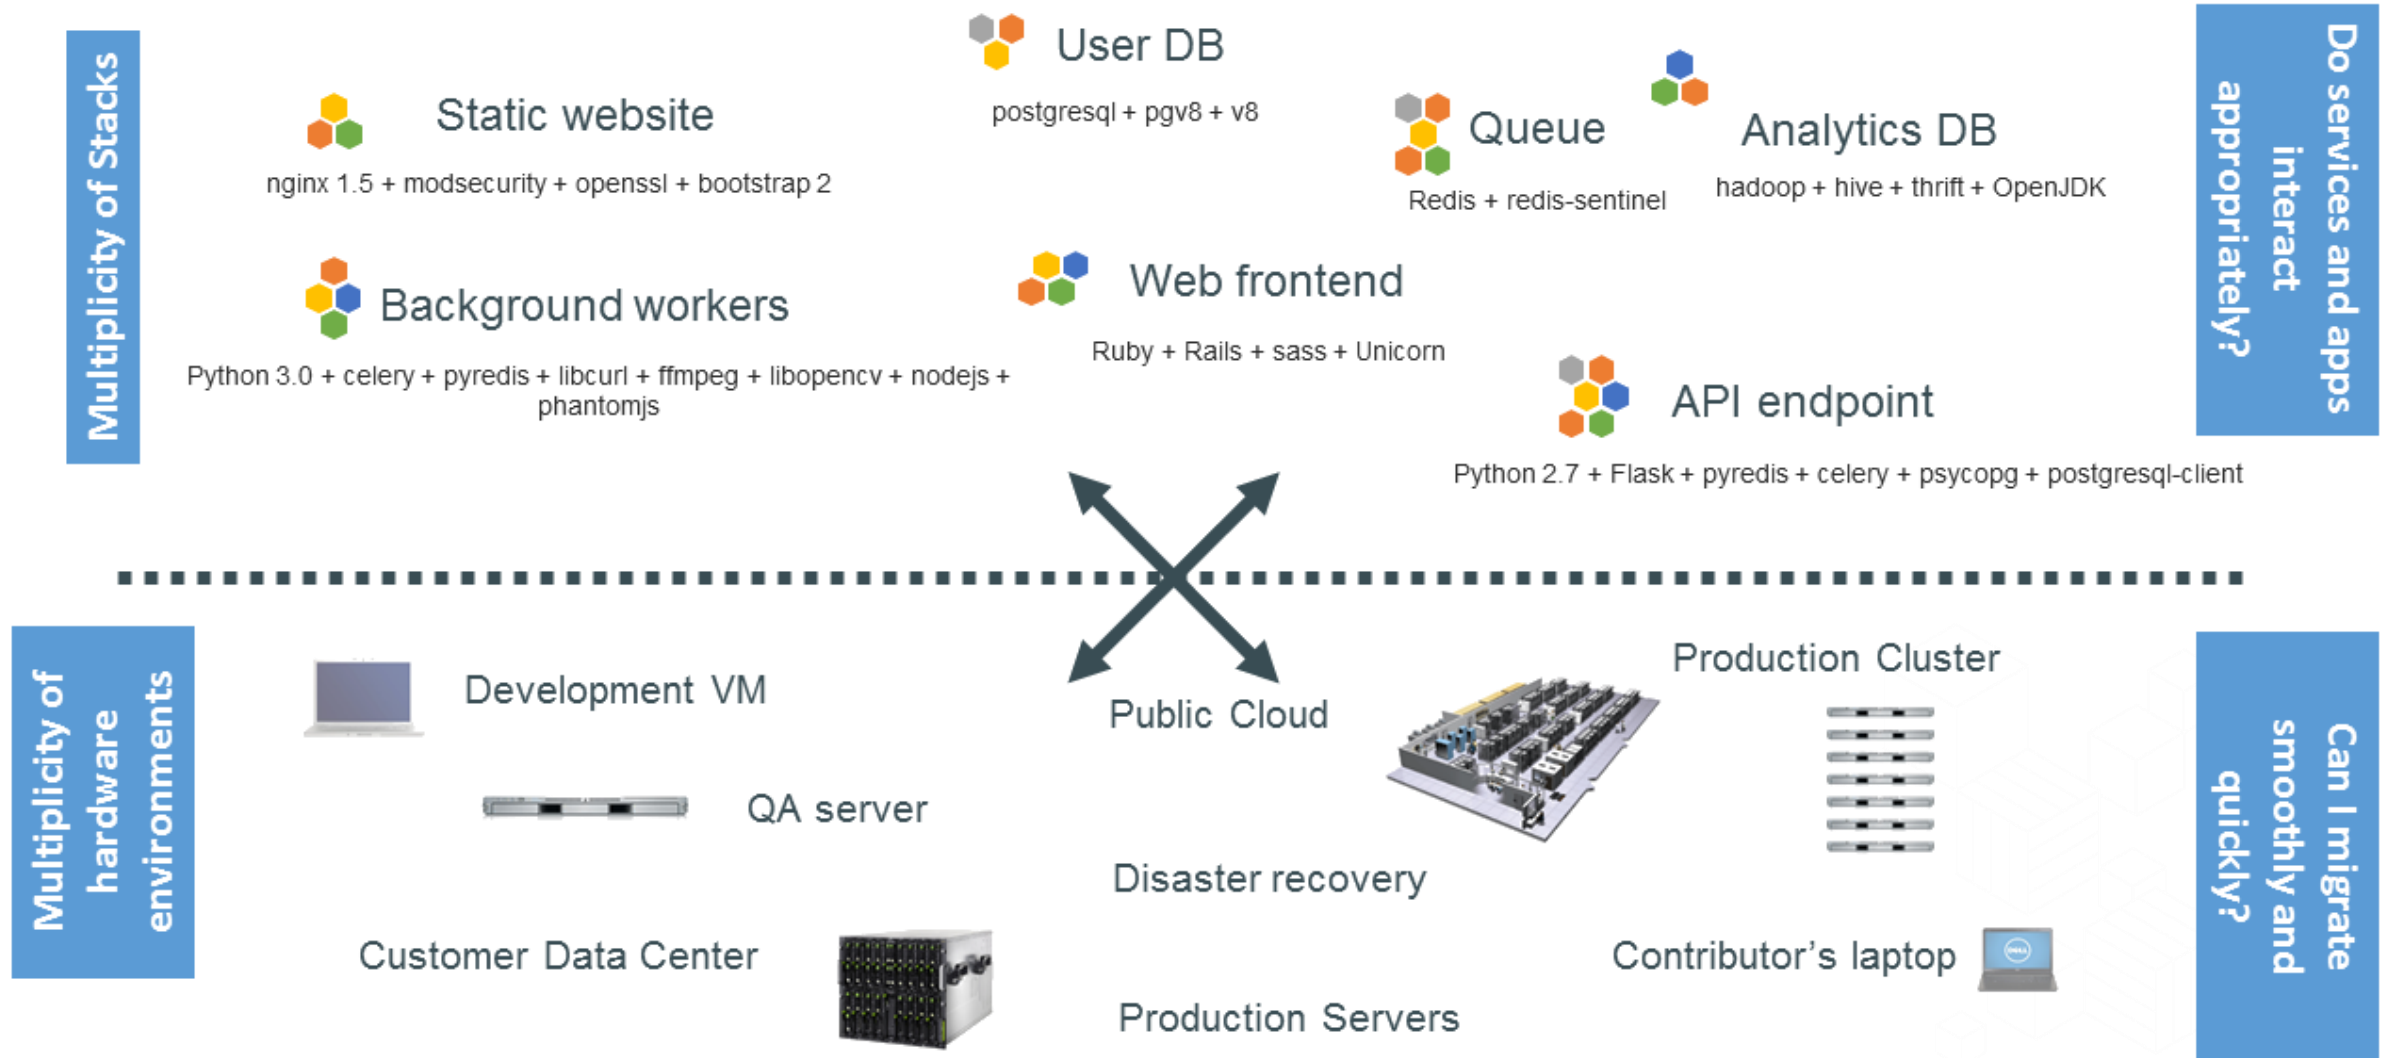 Multiplicity of Stacks
Static website
nginx 1.5 + modsecurity + openssl + bootstrap 2
User DB
postgresql + pgv8 + v8
Queue
Redis + redis-sentinel
Analytics DB
hadoop + hive + thrift + OpenJDK
Background workers
Python 3.0 + celery + pyredis + libcurl + ffmpeg + libopencv + nodejs +
phantomjs
Web frontend
Ruby + Rails + sass + Unicorn
API endpoint
Python 2.7 + Flask + pyredis + celery + psycopg + postgresql-client
Do services and apps
interact
appropriately?
Multiplicity of
hardware
environments
Development VM
QA server
Customer Data Center
Public Cloud
Disaster recovery
Production Servers
Production Cluster
Contributor’s laptop
DELL
Can I migrate
smoothly and
quickly?